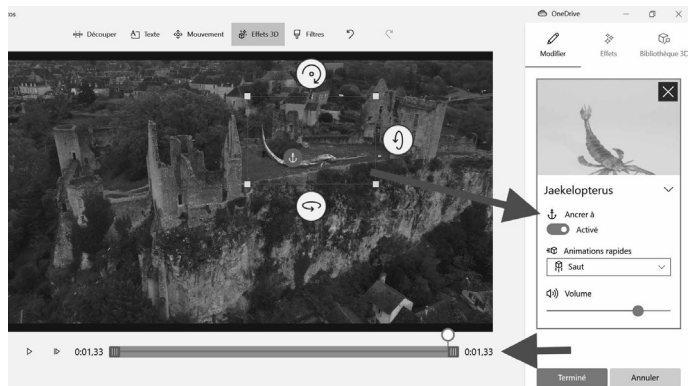 os
OneDrive
Découper
Texte
Mouvement
Effets 3D
Filtres
Modifier
Effets
Bibliothèque 3D
Jaekelopterus
Ancrer à
Activé
Animations rapides
Saut
Volume
0:01,33
0:01,33
Terminé
Annuler